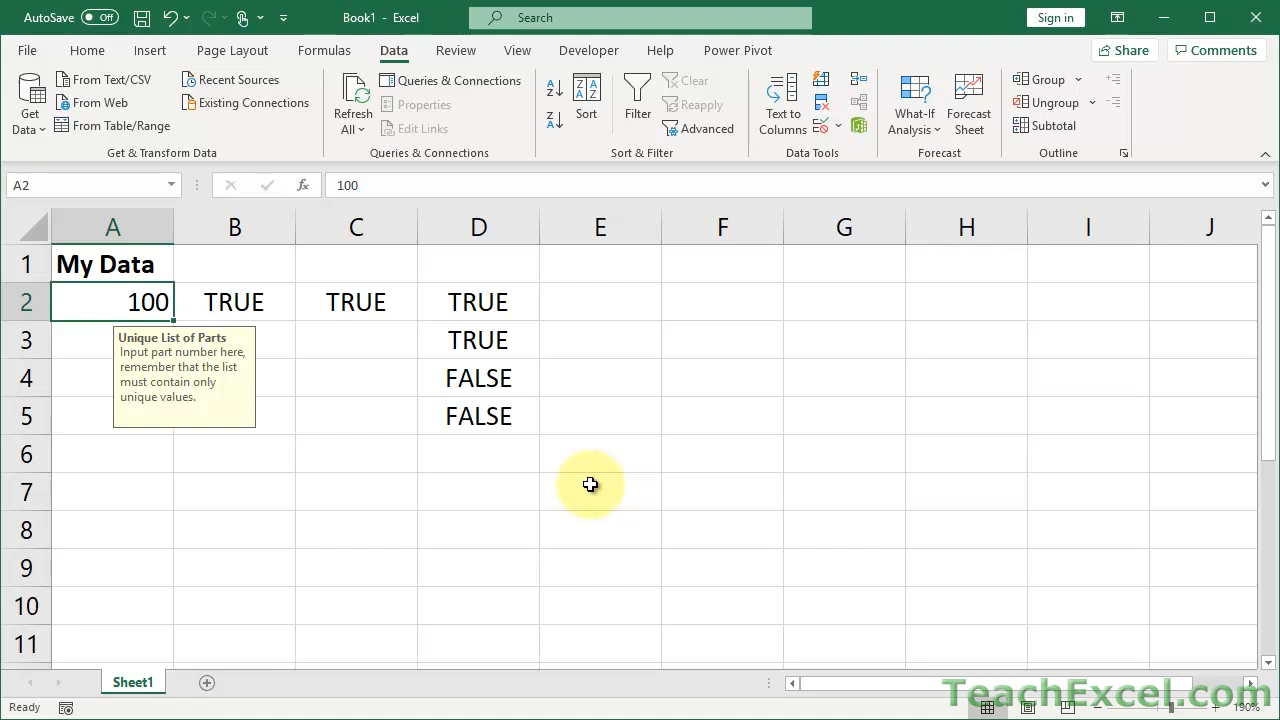 AutoSave Off Book1 - Excel Search Sign in
File Home Insert Page Layout Formulas Data Review View Developer Help Power Pivot Share Comments
Get Data
From Text/CSV
From Web
From Table/Range
Recent Sources
Existing Connections
Get & Transform Data
Refresh All
Queries & Connections
Properties
Edit Links
Queries & Connections
Sort
Filter
Clear
Reapply
Advanced
Sort & Filter
Text to Columns
Data Tools
What-If Analysis
Forecast Sheet
Forecast
Group
Ungroup
Subtotal
Outline
A2 fx 100
A B C D E F G H I J
1 My Data
2 100 TRUE TRUE TRUE
3 TRUE
4 FALSE
5 FALSE
Unique List of Parts
Input part number here,
remember that the list
must contain only
unique values.
6
7
8
9
10
11
Sheet1
Ready 190%
TeachExcel.com